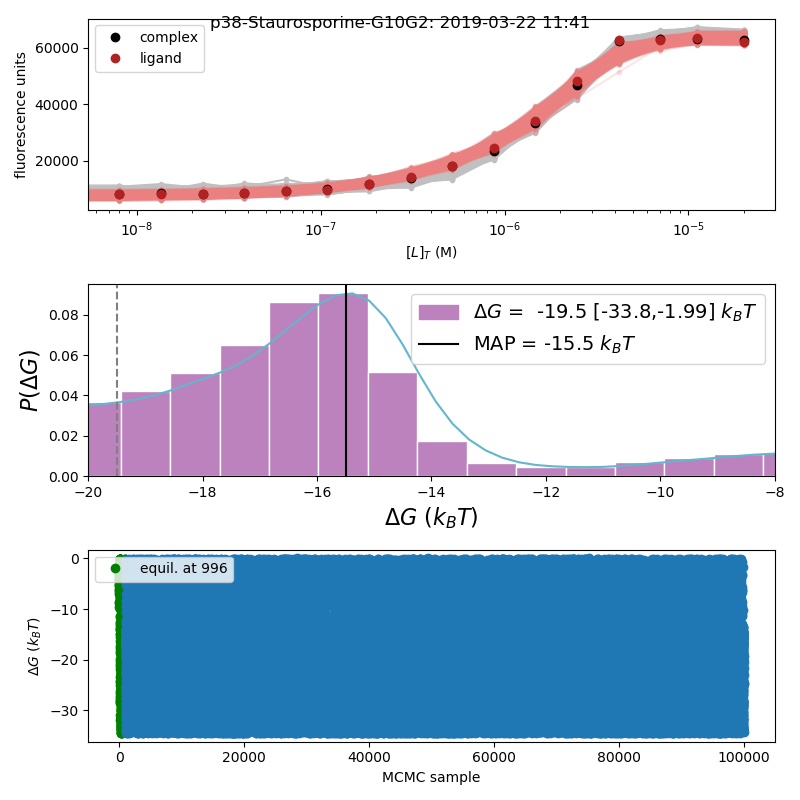 p38-Staurosporine-G10G2: 2019-03-22 11:41
complex
ligand
fluorescence units
60000
40000
20000
10⁻⁸ 10⁻⁷ 10⁻⁶ 10⁻⁵
[L]_T (M)
ΔG = -19.5 [-33.8,-1.99] k_BT
MAP = -15.5 k_BT
P(ΔG)
0.08
0.06
0.04
0.02
0.00
−20 −18 −16 −14 −12 −10 −8
ΔG (k_BT)
equil. at 996
ΔG (k_BT)
0
−10
−20
−30
0 20000 40000 60000 80000 100000
MCMC sample